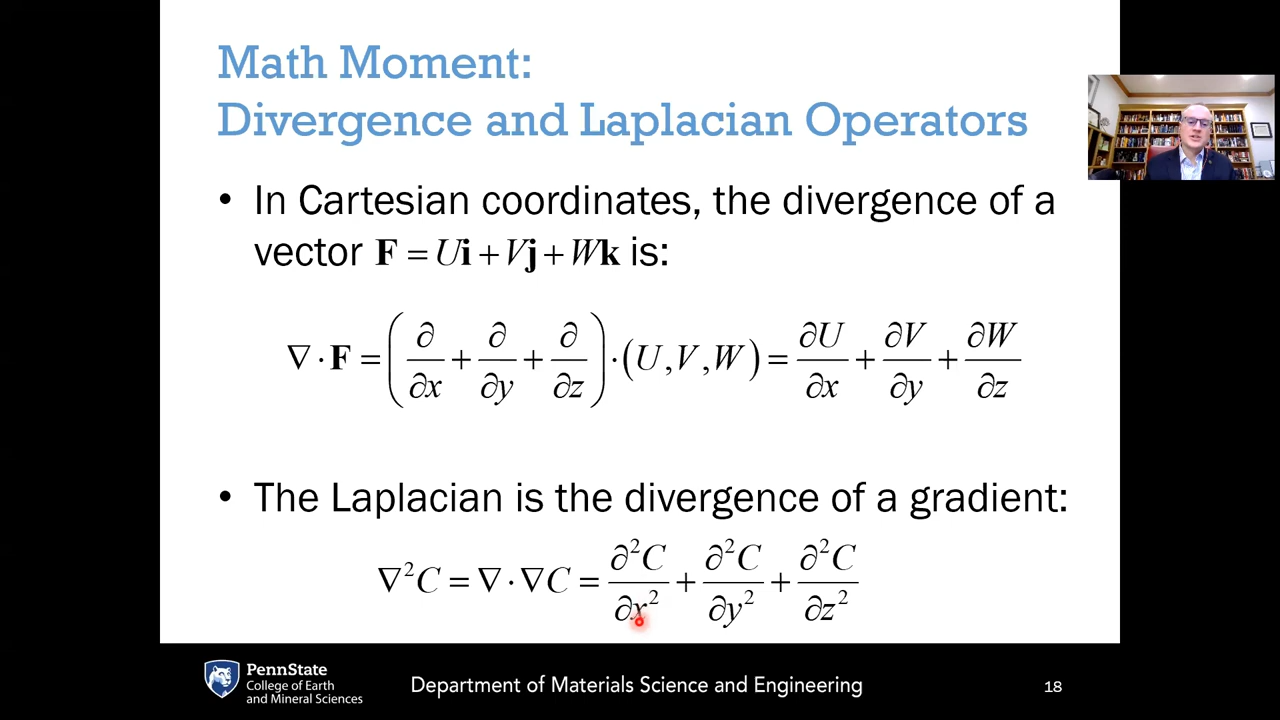 Math Moment:
Divergence and Laplacian Operators
• In Cartesian coordinates, the divergence of a
vector F = Ui + Vj + Wk is:
∇ · F = (∂/∂x + ∂/∂y + ∂/∂z) · (U, V, W) = ∂U/∂x + ∂V/∂y + ∂W/∂z
• The Laplacian is the divergence of a gradient:
∇²C = ∇ · ∇C = ∂²C/∂x² + ∂²C/∂y² + ∂²C/∂z²
PennState
College of Earth
and Mineral Sciences
Department of Materials Science and Engineering
18